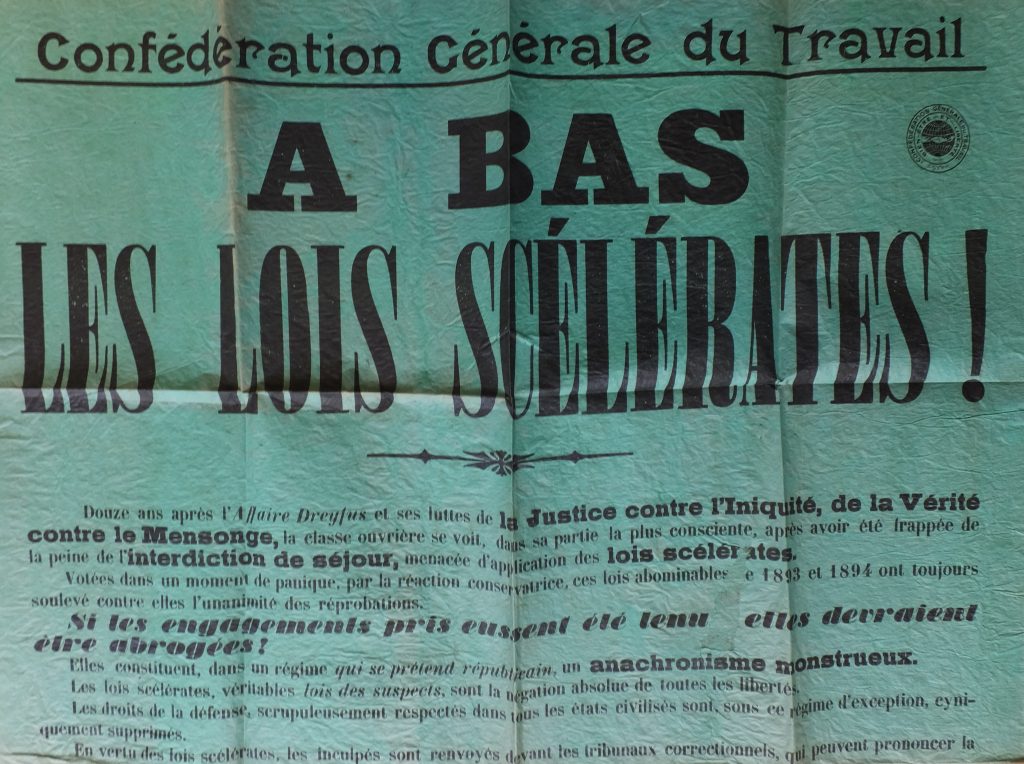 Confédération Générale du Travail
A BAS
LES LOIS SCÉLÉRATES !
Douze ans après l'Affaire Dreyfus et ses luttes de la Justice contre l'Iniquité, de la Vérité
contre le Mensonge, la classe ouvrière se voit, dans sa partie la plus consciente, après avoir été frappée de
la peine de l'interdiction de séjour, menacée d'application des lois scélérates.
Votées dans un moment de panique, par la réaction conservatrice, ces lois abominables e 1893 et 1894 ont toujours
soulevé contre elles l'unanimité des réprobations.
Si les engagements pris eussent été tenu elles devraient
être abrogées !
Elles constituent, dans un régime qui se prétend républicain, un anachronisme monstrueux.
Les lois scélérates, véritables lois des suspects, sont la négation absolue de toutes les libertés.
Les droits de la défense, scrupuleusement respectés dans tous les états civilisés sont, sous ce régime d'exception, cyni-
quement supprimés.
En vertu des lois scélérates, les inculpés sont renvoyés devant les tribunaux correctionnels, qui peuvent prononcer la